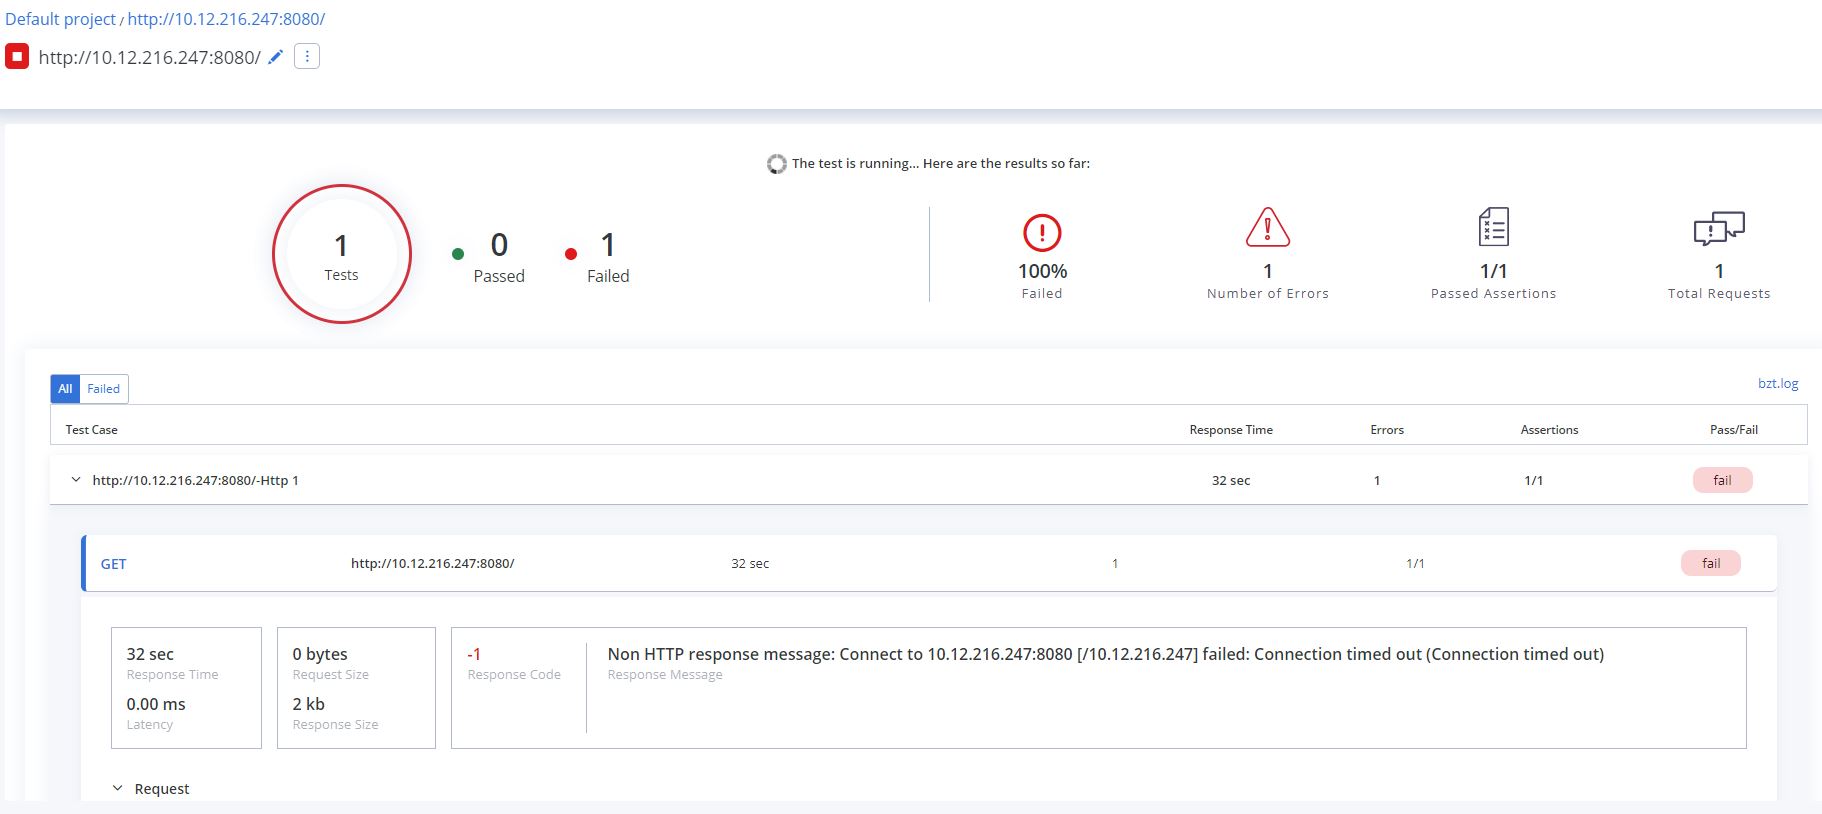 Default project / http://10.12.216.247:8080/
http://10.12.216.247:8080/
The test is running... Here are the results so far:
1
Tests
0
Passed
1
Failed
100%
Failed
1
Number of Errors
1/1
Passed Assertions
1
Total Requests
All Failed
bzt.log
Test Case Response Time Errors Assertions Pass/Fail
http://10.12.216.247:8080/-Http 1 32 sec 1 1/1 fail
GET http://10.12.216.247:8080/ 32 sec 1 1/1 fail
32 sec
Response Time
0.00 ms
Latency
0 bytes
Request Size
2 kb
Response Size
-1
Response Code
Non HTTP response message: Connect to 10.12.216.247:8080 [/10.12.216.247] failed: Connection timed out (Connection timed out)
Response Message
Request